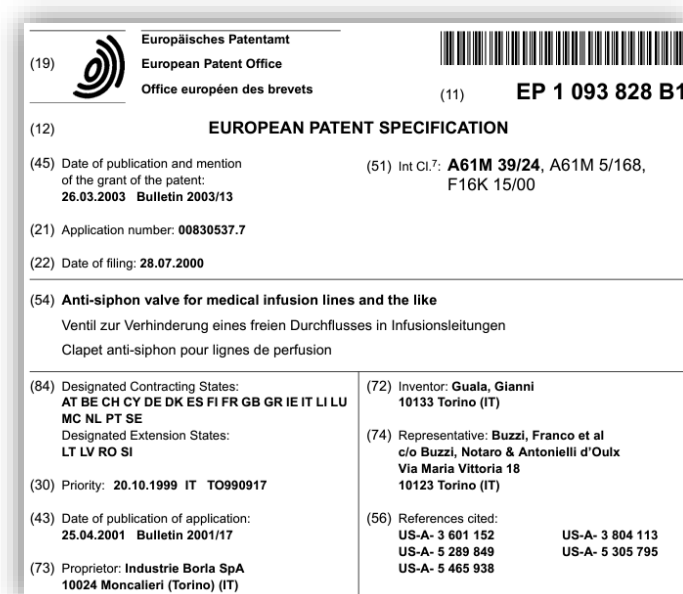 (19)
Europäisches Patentamt
European Patent Office
Office européen des brevets
(11) EP 1 093 828 B1
(12) EUROPEAN PATENT SPECIFICATION
(45) Date of publication and mention
of the grant of the patent:
26.03.2003 Bulletin 2003/13
(51) Int Cl.7: A61M 39/24, A61M 5/168,
F16K 15/00
(21) Application number: 00830537.7
(22) Date of filing: 28.07.2000
(54) Anti-siphon valve for medical infusion lines and the like
Ventil zur Verhinderung eines freien Durchflusses in Infusionsleitungen
Clapet anti-siphon pour lignes de perfusion
(84) Designated Contracting States:
AT BE CH CY DE DK ES FI FR GB GR IE IT LI LU
MC NL PT SE
Designated Extension States:
LT LV RO SI
(30) Priority: 20.10.1999 IT TO990917
(43) Date of publication of application:
25.04.2001 Bulletin 2001/17
(73) Proprietor: Industrie Borla SpA
10024 Moncalieri (Torino) (IT)
(72) Inventor: Guala, Gianni
10133 Torino (IT)
(74) Representative: Buzzi, Franco et al
c/o Buzzi, Notaro & Antonielli d'Oulx
Via Maria Vittoria 18
10123 Torino (IT)
(56) References cited:
US-A- 3 601 152 US-A- 3 804 113
US-A- 5 289 849 US-A- 5 305 795
US-A- 5 465 938